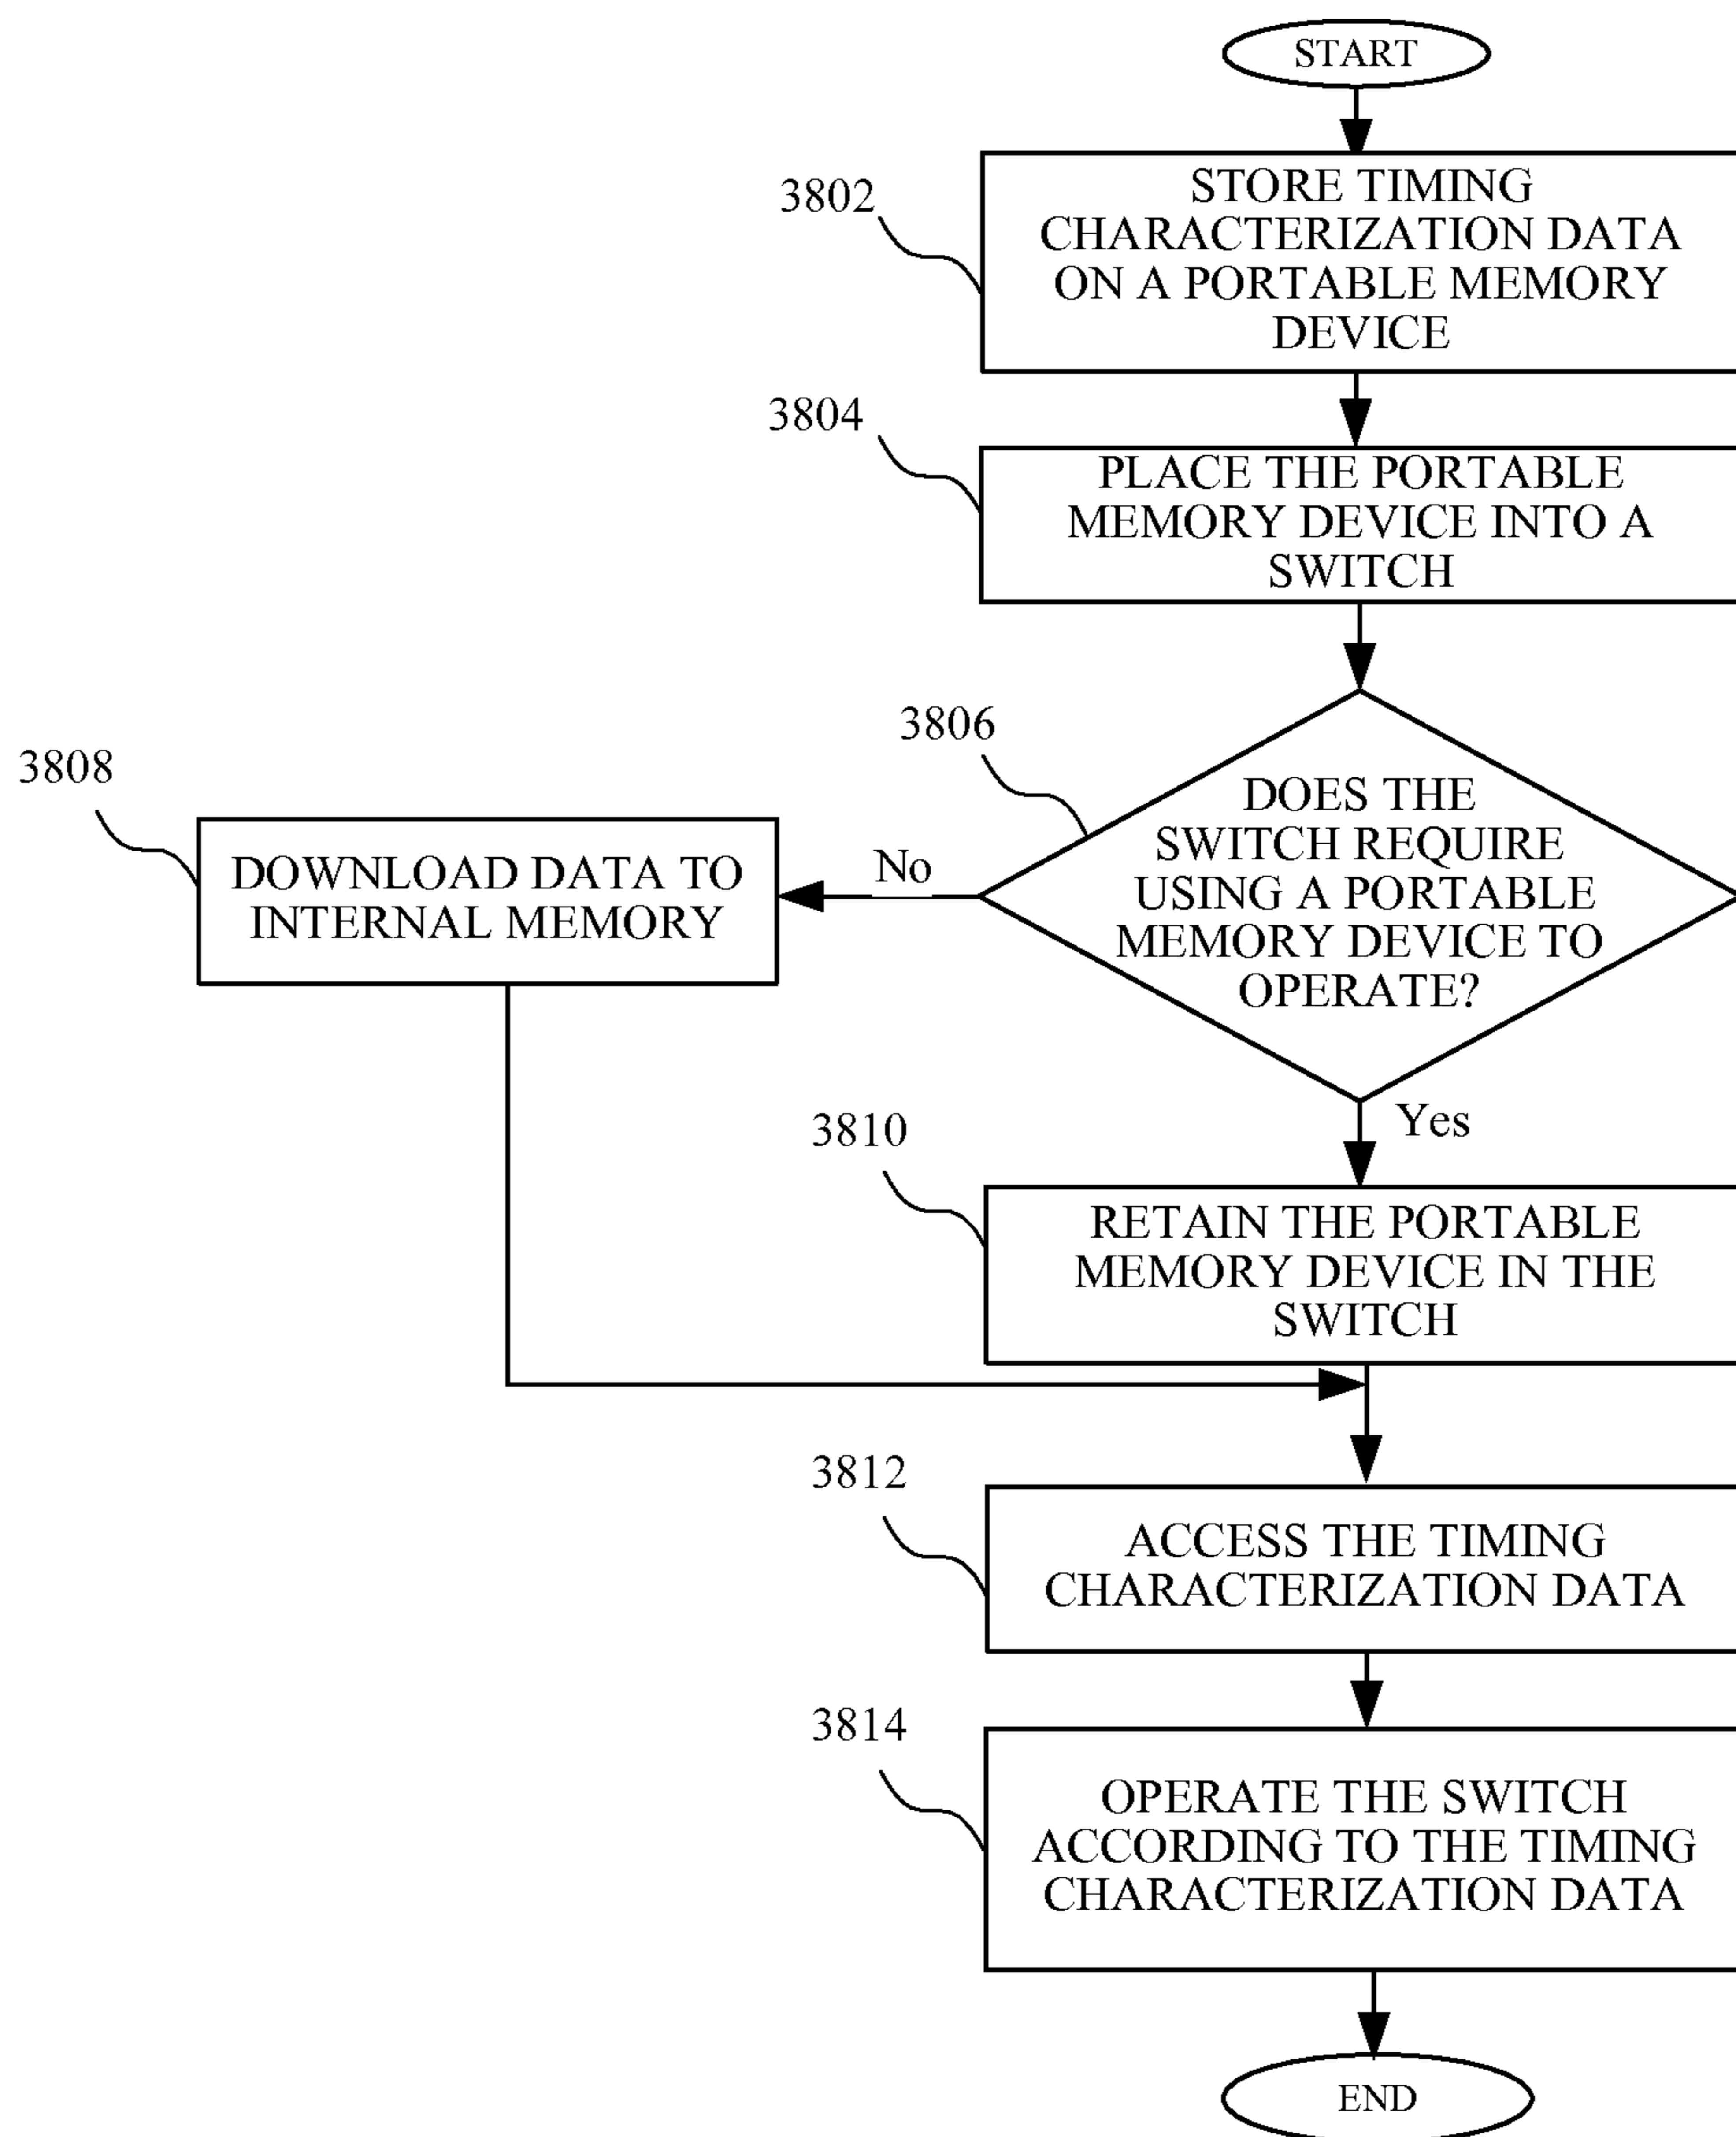 START
3802
STORE TIMING
CHARACTERIZATION DATA
ON A PORTABLE MEMORY
DEVICE
3804
PLACE THE PORTABLE
MEMORY DEVICE INTO A
SWITCH
3806
DOES THE
SWITCH REQUIRE
USING A PORTABLE
MEMORY DEVICE TO
OPERATE?
No
3808
DOWNLOAD DATA TO
INTERNAL MEMORY
Yes
3810
RETAIN THE PORTABLE
MEMORY DEVICE IN THE
SWITCH
3812
ACCESS THE TIMING
CHARACTERIZATION DATA
3814
OPERATE THE SWITCH
ACCORDING TO THE TIMING
CHARACTERIZATION DATA
END